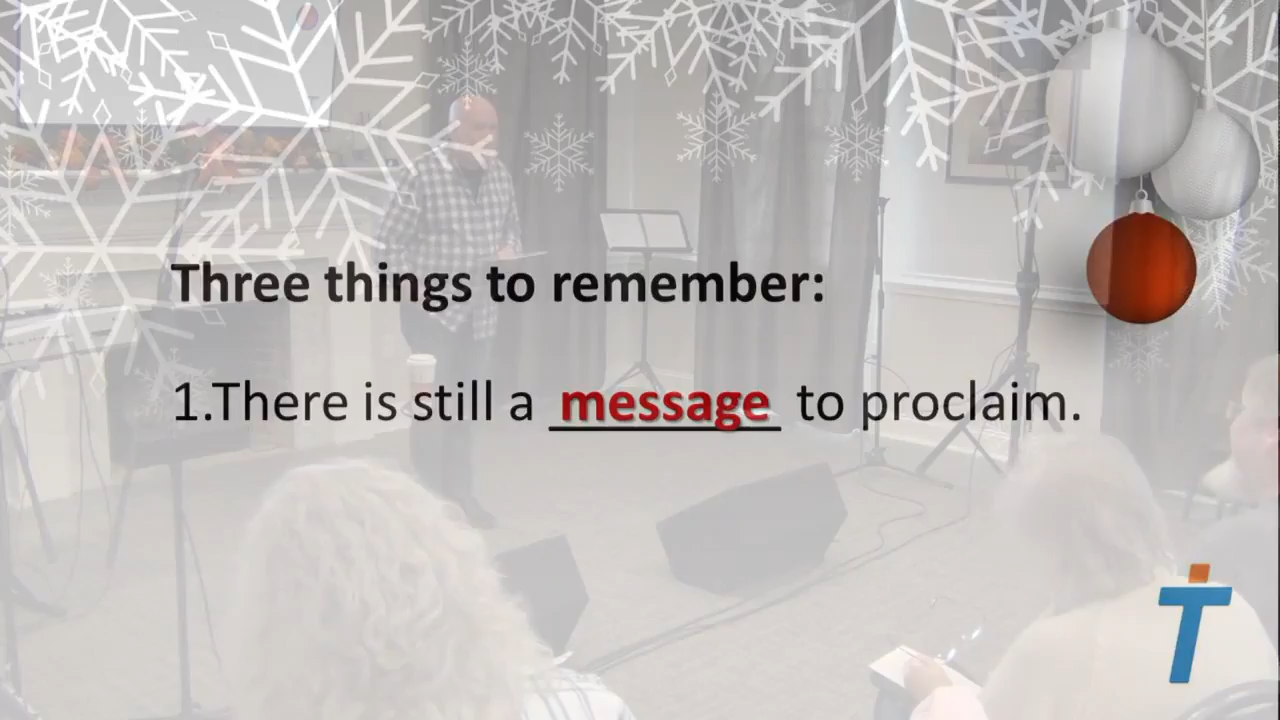 Three things to remember:
1.There is still a message to proclaim.
T